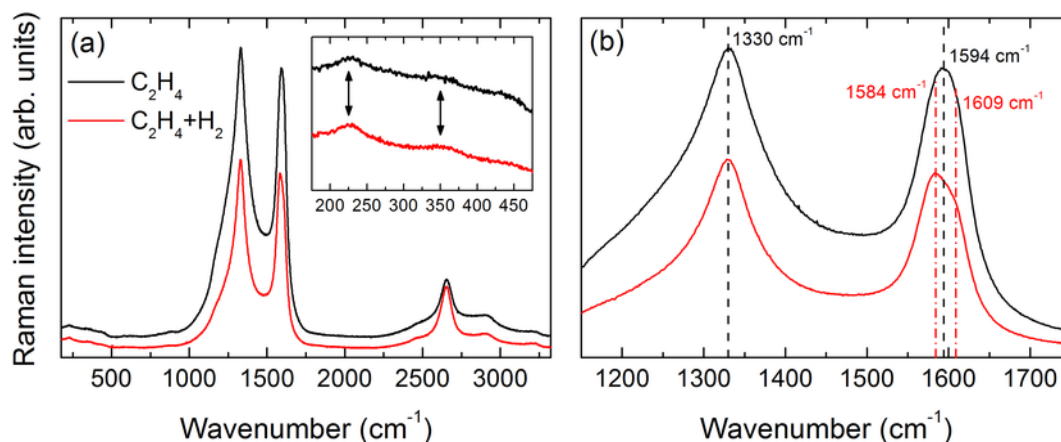 (a)
C₂H₄
C₂H₄+H₂
200 250 300 350 400 450
Raman intensity (arb. units)
500 1000 1500 2000 2500 3000
Wavenumber (cm⁻¹)
(b)
1330 cm⁻¹
1594 cm⁻¹
1584 cm⁻¹
1609 cm⁻¹
1200 1300 1400 1500 1600 1700
Wavenumber (cm⁻¹)